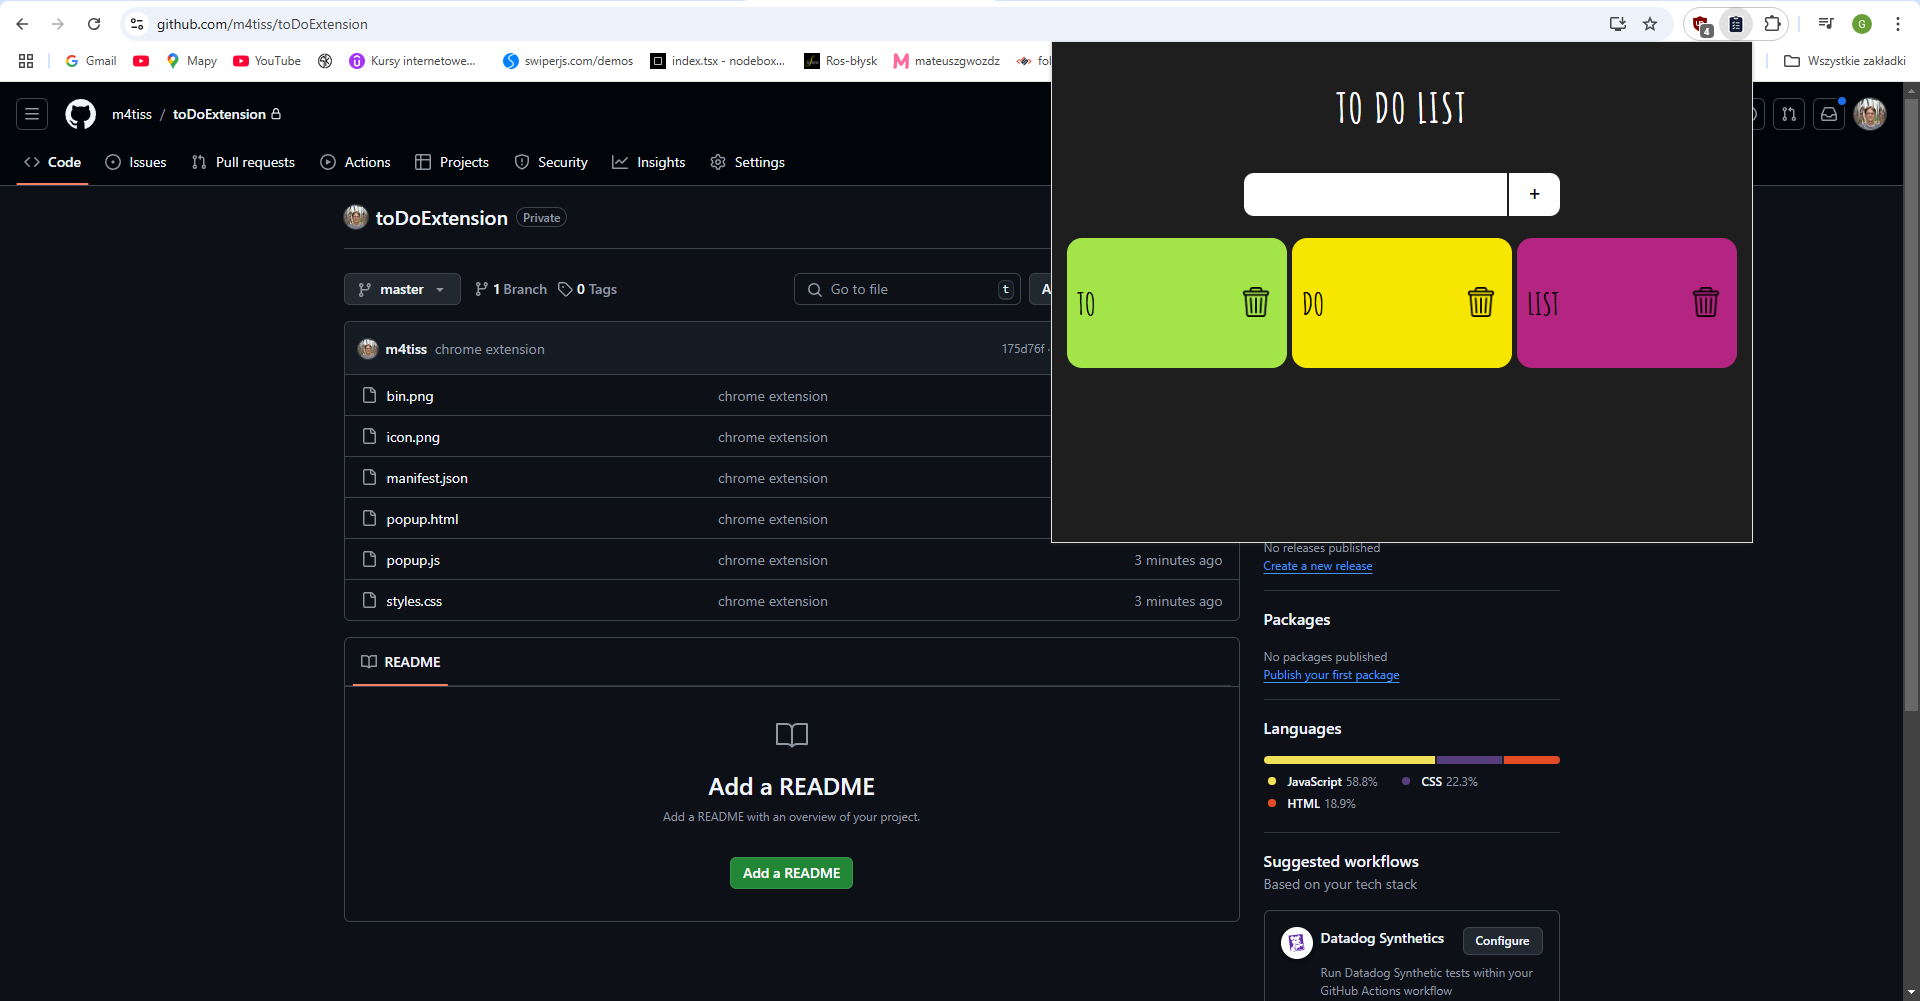 github.com/m4tiss/toDoExtension
4
G
Gmail
Mapy
YouTube
Kursy internetowe...
swiperjs.com/demos
index.tsx - nodebox...
Ros-błysk
mateuszgwozdz
fol
Wszystkie zakładki
m4tiss / toDoExtension
Code
Issues
Pull requests
Actions
Projects
Security
Insights
Settings
TO DO LIST
+
TO
DO
LIST
toDoExtension
Private
master
1 Branch
0 Tags
Go to file
t
A
m4tiss chrome extension
175d76f ·
bin.png chrome extension
icon.png chrome extension
manifest.json chrome extension
popup.html chrome extension
popup.js chrome extension 3 minutes ago
styles.css chrome extension 3 minutes ago
README
Add a README
Add a README with an overview of your project.
Add a README
No releases published
Create a new release
Packages
No packages published
Publish your first package
Languages
JavaScript 58.8%
CSS 22.3%
HTML 18.9%
Suggested workflows
Based on your tech stack
Datadog Synthetics
Configure
Run Datadog Synthetic tests within your
GitHub Actions workflow